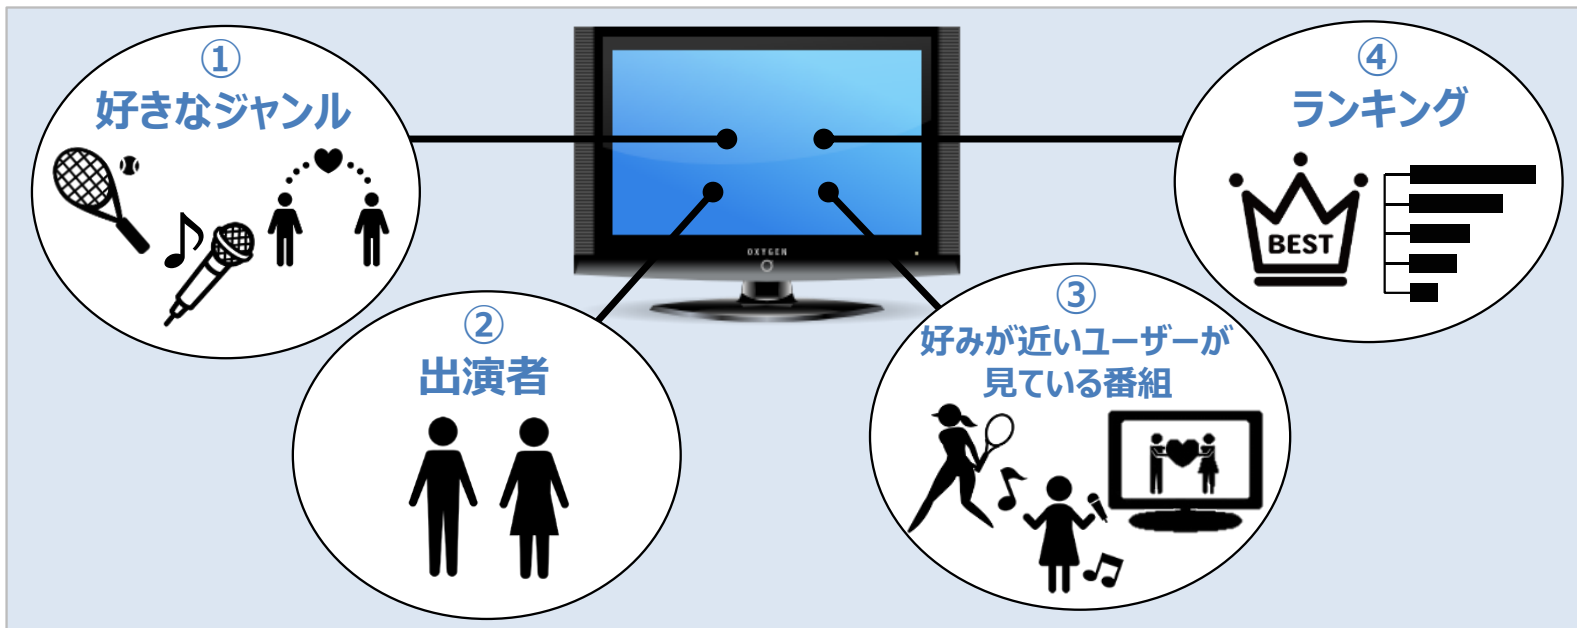 ①
好きなジャンル
②
出演者
③
好みが近いユーザーが
見ている番組
④
ランキング
BEST
OXYGEN